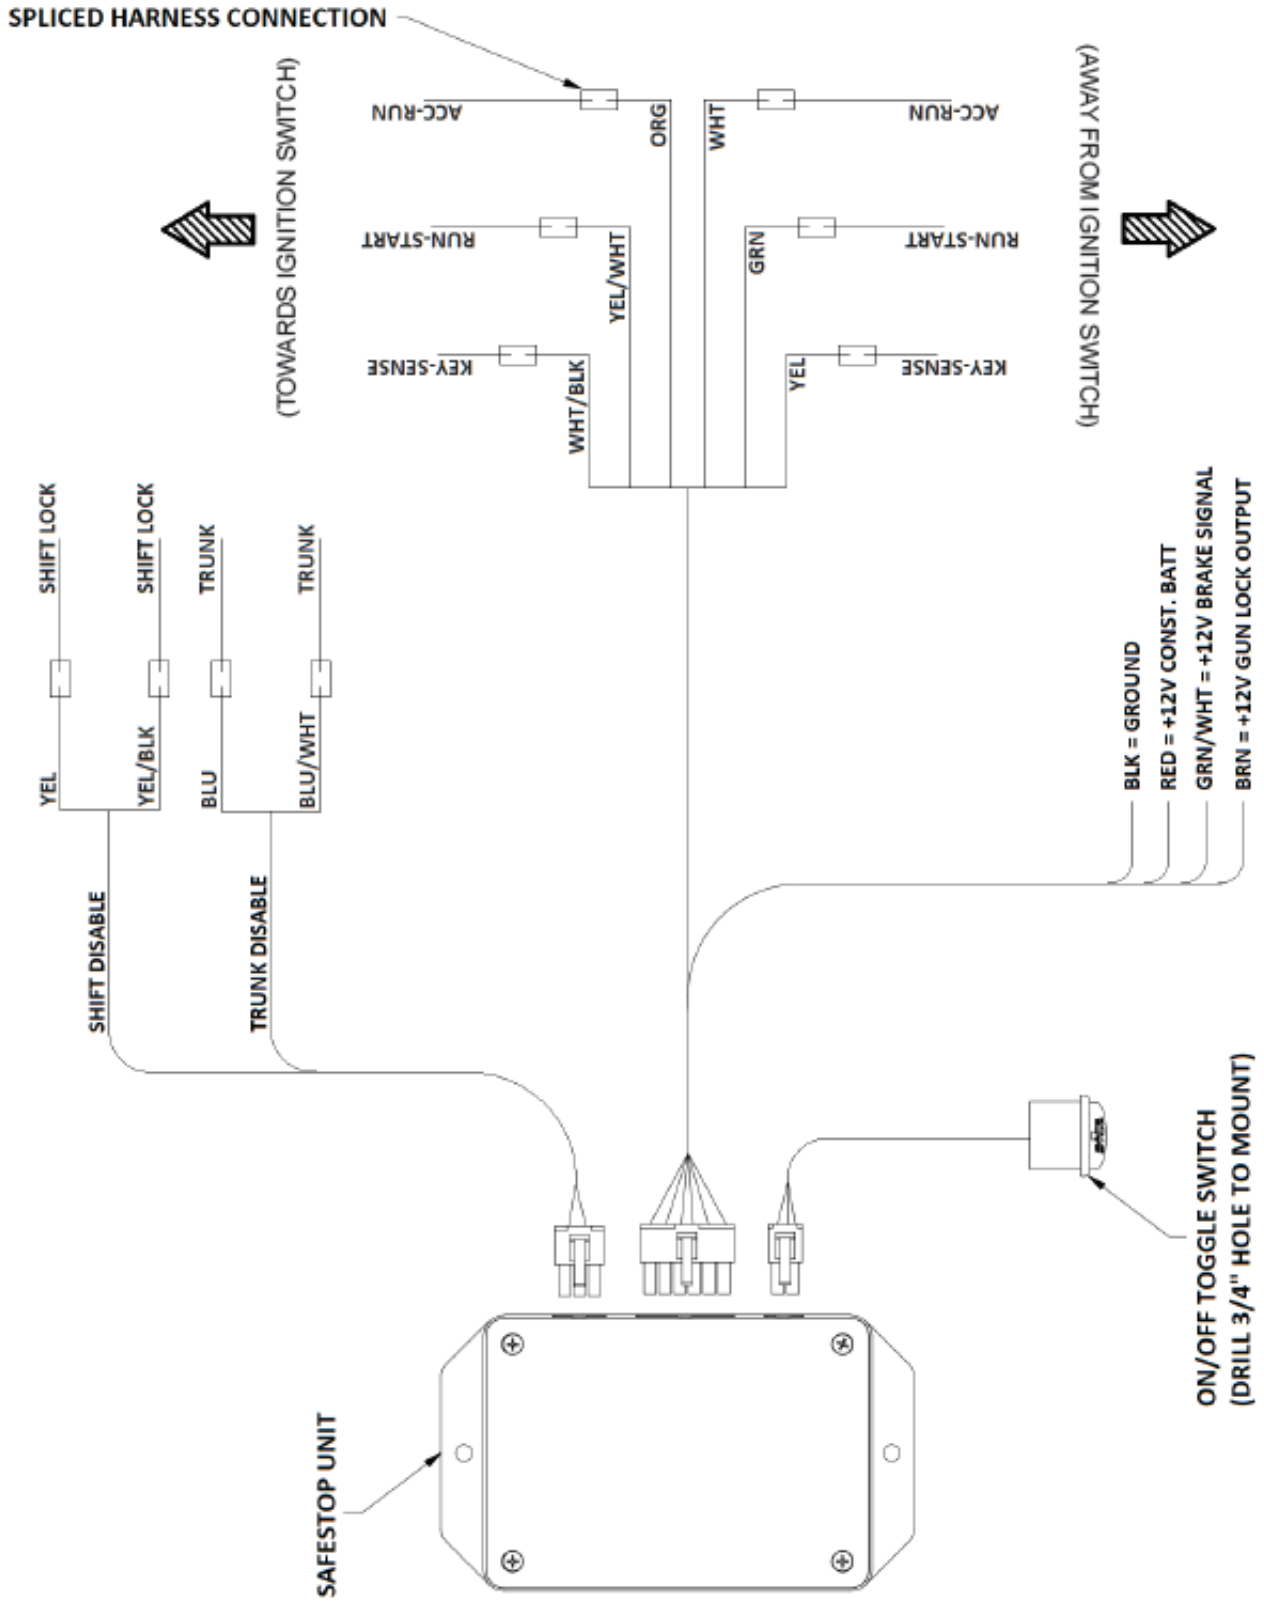 SPLICED HARNESS CONNECTION
(TOWARDS IGNITION SWITCH)
(AWAY FROM IGNITION SWITCH)
ACC-RUN
ORG
WHT
ACC-RUN
RUN-START
YEL/WHT
GRN
RUN-START
KEY-SENSE
WHT/BLK
YEL
KEY-SENSE
SHIFT LOCK
SHIFT LOCK
TRUNK
TRUNK
YEL
YEL/BLK
BLU
BLU/WHT
SHIFT DISABLE
TRUNK DISABLE
BLK = GROUND
RED = +12V CONST. BATT
GRN/WHT = +12V BRAKE SIGNAL
BRN = +12V GUN LOCK OUTPUT
ON/OFF TOGGLE SWITCH
(DRILL 3/4" HOLE TO MOUNT)
SAFESTOP UNIT